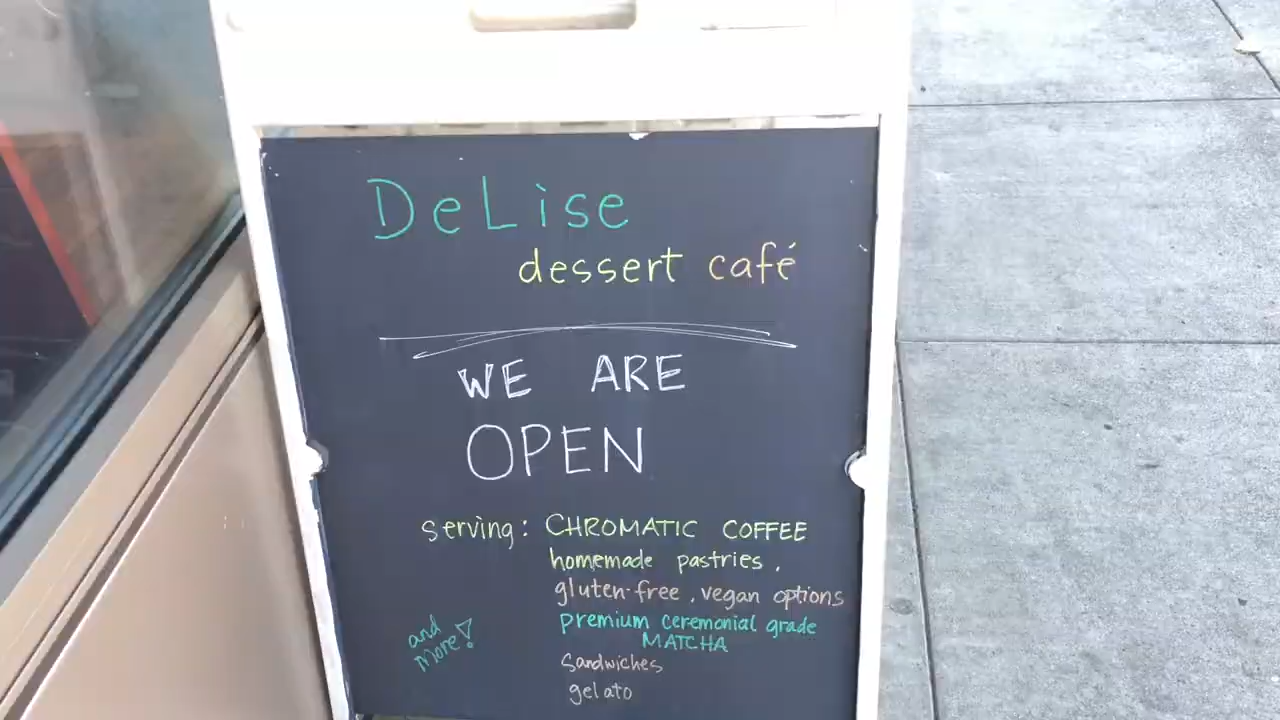 DeLise
dessert café
WE ARE
OPEN
serving: CHROMATIC COFFEE
homemade pastries,
gluten-free, vegan options
premium ceremonial grade
MATCHA
Sandwiches
gelato
and
more!